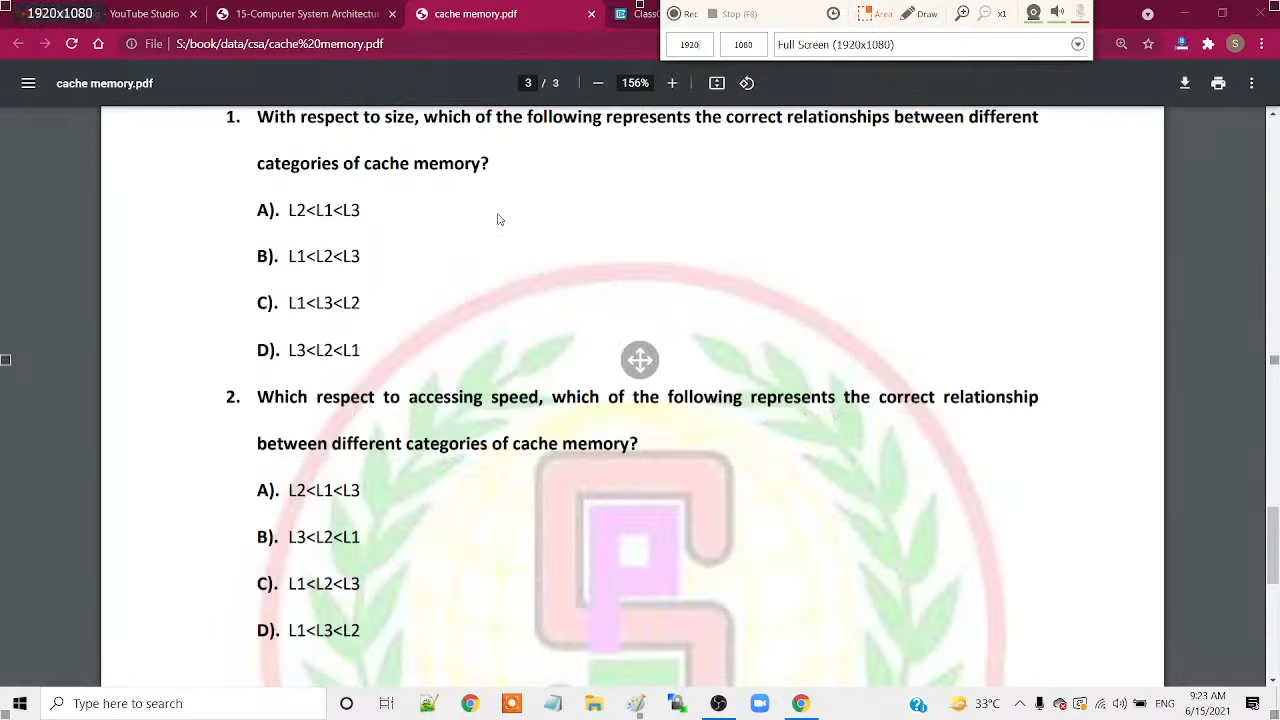 1920x1080
YouTube Studio
15-Computer System Architectu
cache memory.pdf
Class
Rec
Stop (F8)
Area
Draw
x1
1920
1080
Full Screen (1920x1080)
File
S:/book/data/csa/cache%20memory.pdf
S
cache memory.pdf
3 / 3
156%
1. With respect to size, which of the following represents the correct relationships between different
categories of cache memory?
A). L2<L1<L3
B). L1<L2<L3
C). L1<L3<L2
D). L3<L2<L1
2. Which respect to accessing speed, which of the following represents the correct relationship
between different categories of cache memory?
A). L2<L1<L3
B). L3<L2<L1
C). L1<L2<L3
D). L1<L3<L2
Type here to search
33°C
9:23 AM
6/15/2021